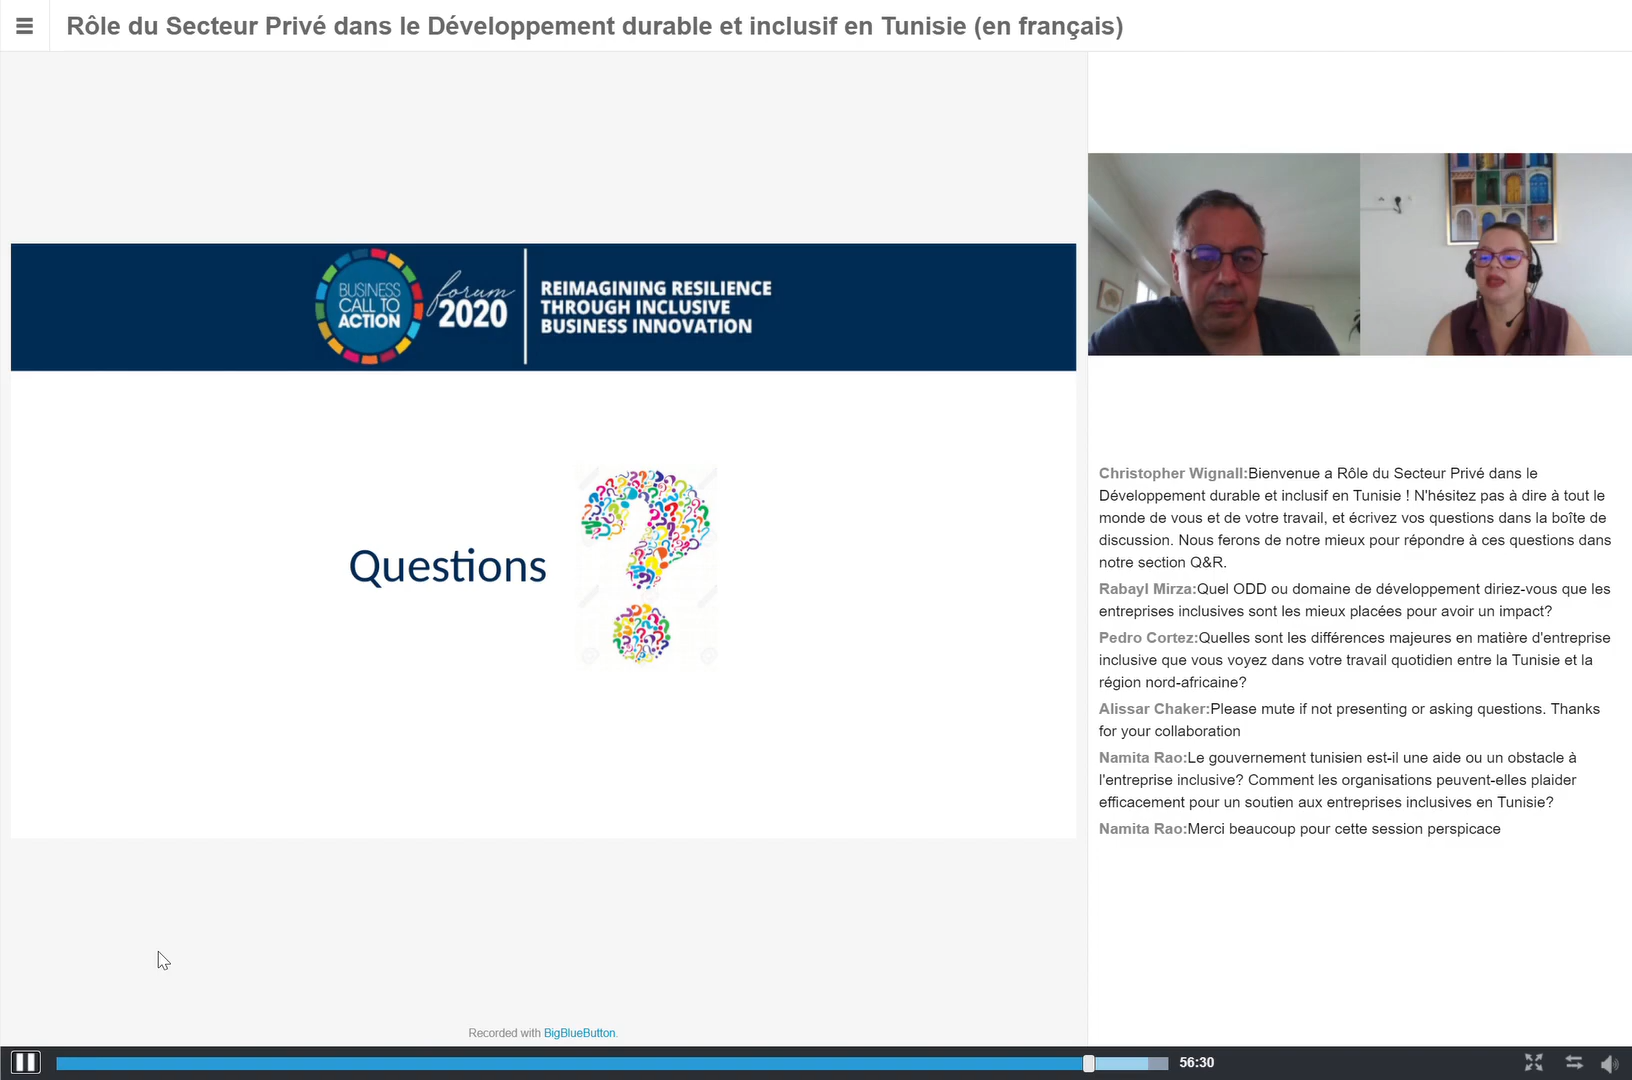 Rôle du Secteur Privé dans le Développement durable et inclusif en Tunisie (en français)
BUSINESS
CALL TO
ACTION
forum
2020
REIMAGINING RESILIENCE
THROUGH INCLUSIVE
BUSINESS INNOVATION
Questions
Christopher Wignall:Bienvenue a Rôle du Secteur Privé dans le
Développement durable et inclusif en Tunisie ! N'hésitez pas à dire à tout le
monde de vous et de votre travail, et écrivez vos questions dans la boîte de
discussion. Nous ferons de notre mieux pour répondre à ces questions dans
notre section Q&R.
Rabayl Mirza:Quel ODD ou domaine de développement diriez-vous que les
entreprises inclusives sont les mieux placées pour avoir un impact?
Pedro Cortez:Quelles sont les différences majeures en matière d'entreprise
inclusive que vous voyez dans votre travail quotidien entre la Tunisie et la
région nord-africaine?
Alissar Chaker:Please mute if not presenting or asking questions. Thanks
for your collaboration
Namita Rao:Le gouvernement tunisien est-il une aide ou un obstacle à
l'entreprise inclusive? Comment les organisations peuvent-elles plaider
efficacement pour un soutien aux entreprises inclusives en Tunisie?
Namita Rao:Merci beaucoup pour cette session perspicace
Recorded with BigBlueButton.
56:30